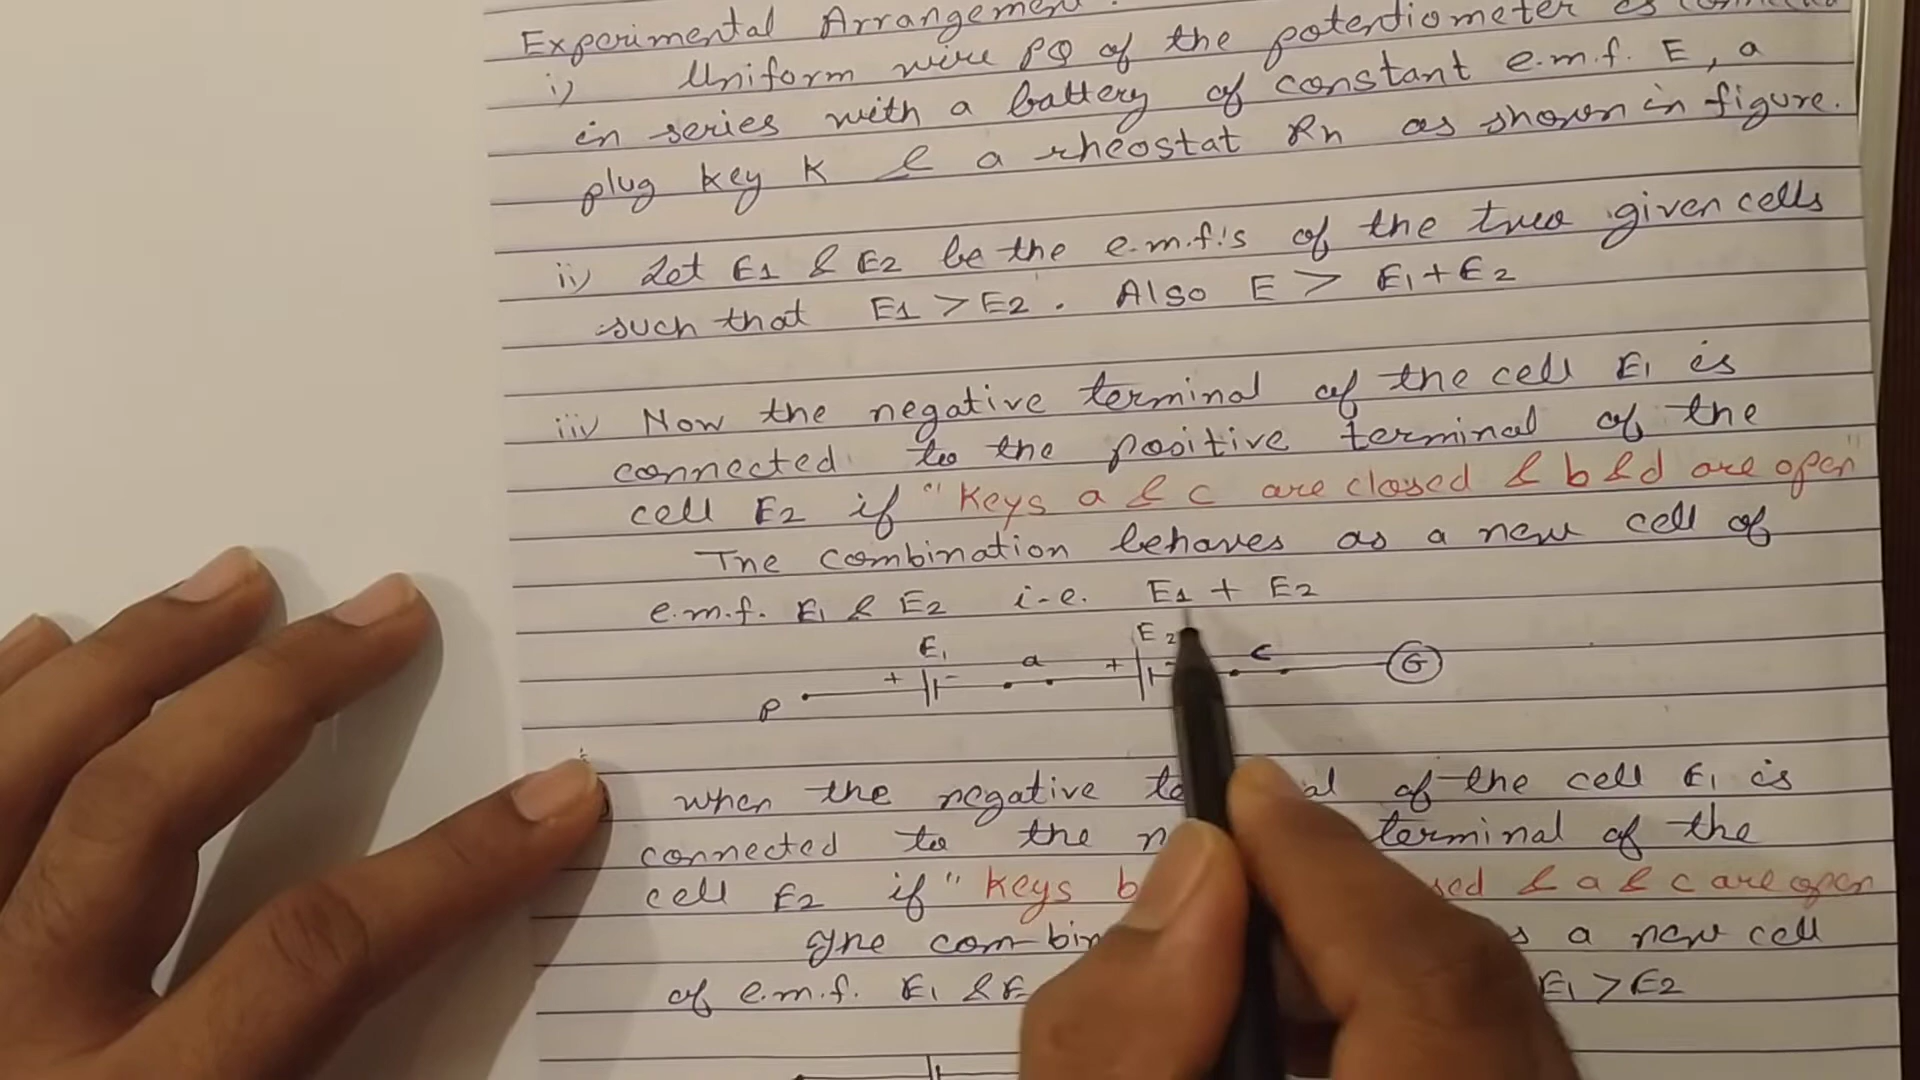 Experimental Arrangement:
i) Uniform wire PQ of the potentiometer is connected
in series with a battery of constant e.m.f. E, a
plug key K & a rheostat Rh as shown in figure.
ii) Let E1 & E2 be the e.m.f.'s of the two given cells
such that E1 > E2. Also E > E1 + E2
iii) Now the negative terminal of the cell E1 is
connected to the positive terminal of the
cell E2 if "Keys a & c are closed & b & d are open"
The combination behaves as a new cell of
e.m.f. E1 & E2 i.e. E1 + E2
E1 E2
P + - a + - c G
when the negative of the cell E1 is
connected to the terminal of the
cell E2 if "Keys b & a & c are open
The com-bin a new cell
of e.m.f. E1 & E1 > E2